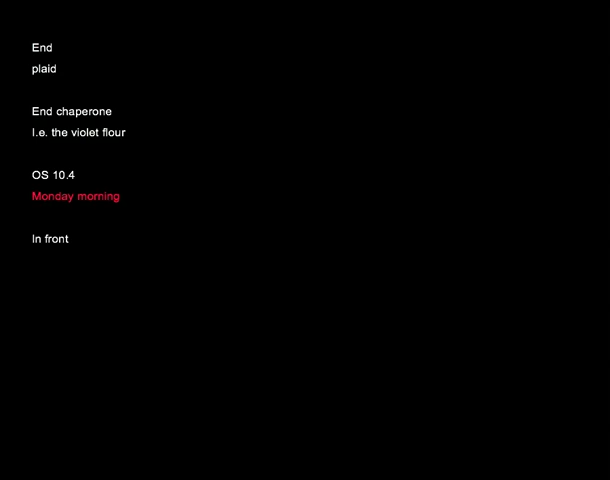 End
plaid
End chaperone
I.e. the violet flour
OS 10.4
Monday morning
In front